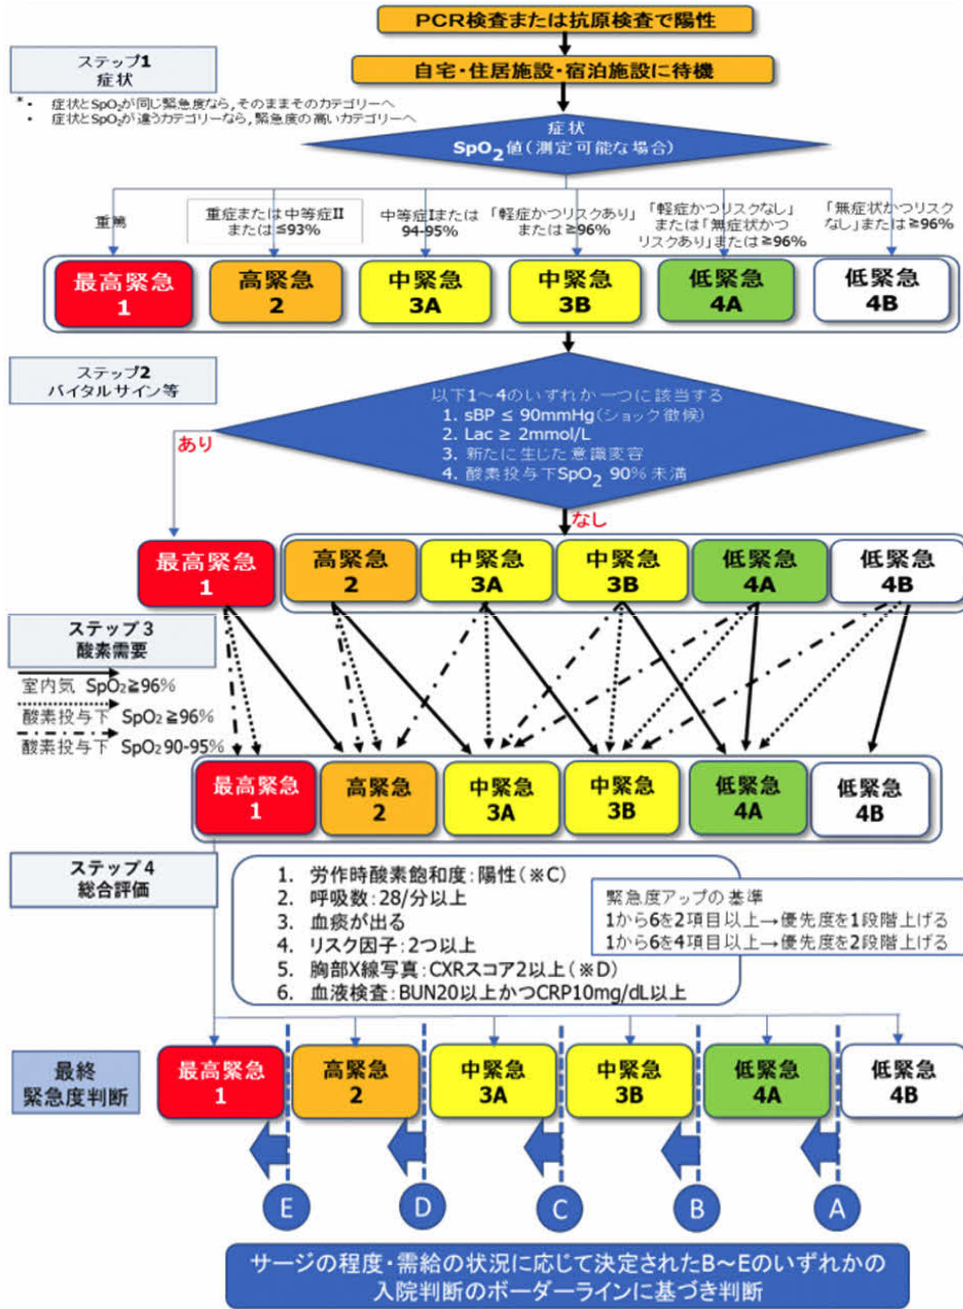 PCR検査または抗原検査で陽性
ステップ1
症状
自宅・住居施設・宿泊施設に待機
*・ 症状とSpO₂が同じ緊急度なら,そのままそのカテゴリーへ
・ 症状とSpO₂が違うカテゴリーなら,緊急度の高いカテゴリーへ
症状
SpO₂値(測定可能な場合)
重篤
重症または中等症II
または≦93%
中等症Iまたは
94-95%
「軽症かつリスクあり」
または≧96%
「軽症かつリスクなし」
または「無症状かつ
リスクあり」または≧96%
「無症状かつリスク
なし」または≧96%
最高緊急
1
高緊急
2
中緊急
3A
中緊急
3B
低緊急
4A
低緊急
4B
ステップ2
バイタルサイン等
以下1～4のいずれか一つに該当する
1. sBP ≤ 90mmHg(ショック徴候)
2. Lac ≥ 2mmol/L
3. 新たに生じた意識変容
4. 酸素投与下SpO₂ 90%未満
あり
なし
最高緊急
1
高緊急
2
中緊急
3A
中緊急
3B
低緊急
4A
低緊急
4B
ステップ3
酸素需要
室内気 SpO₂≧96%
酸素投与下 SpO₂≧96%
酸素投与下 SpO₂90-95%
最高緊急
1
高緊急
2
中緊急
3A
中緊急
3B
低緊急
4A
低緊急
4B
ステップ4
総合評価
1. 労作時酸素飽和度:陽性(※C)
2. 呼吸数:28/分以上
3. 血痰が出る
4. リスク因子:2つ以上
5. 胸部X線写真:CXRスコア2以上(※D)
6. 血液検査:BUN20以上かつCRP10mg/dL以上
緊急度アップの基準
1から6を2項目以上→優先度を1段階上げる
1から6を4項目以上→優先度を2段階上げる
最終
緊急度判断
最高緊急
1
高緊急
2
中緊急
3A
中緊急
3B
低緊急
4A
低緊急
4B
E
D
C
B
A
サージの程度・需給の状況に応じて決定されたB～Eのいずれかの
入院判断のボーダーラインに基づき判断